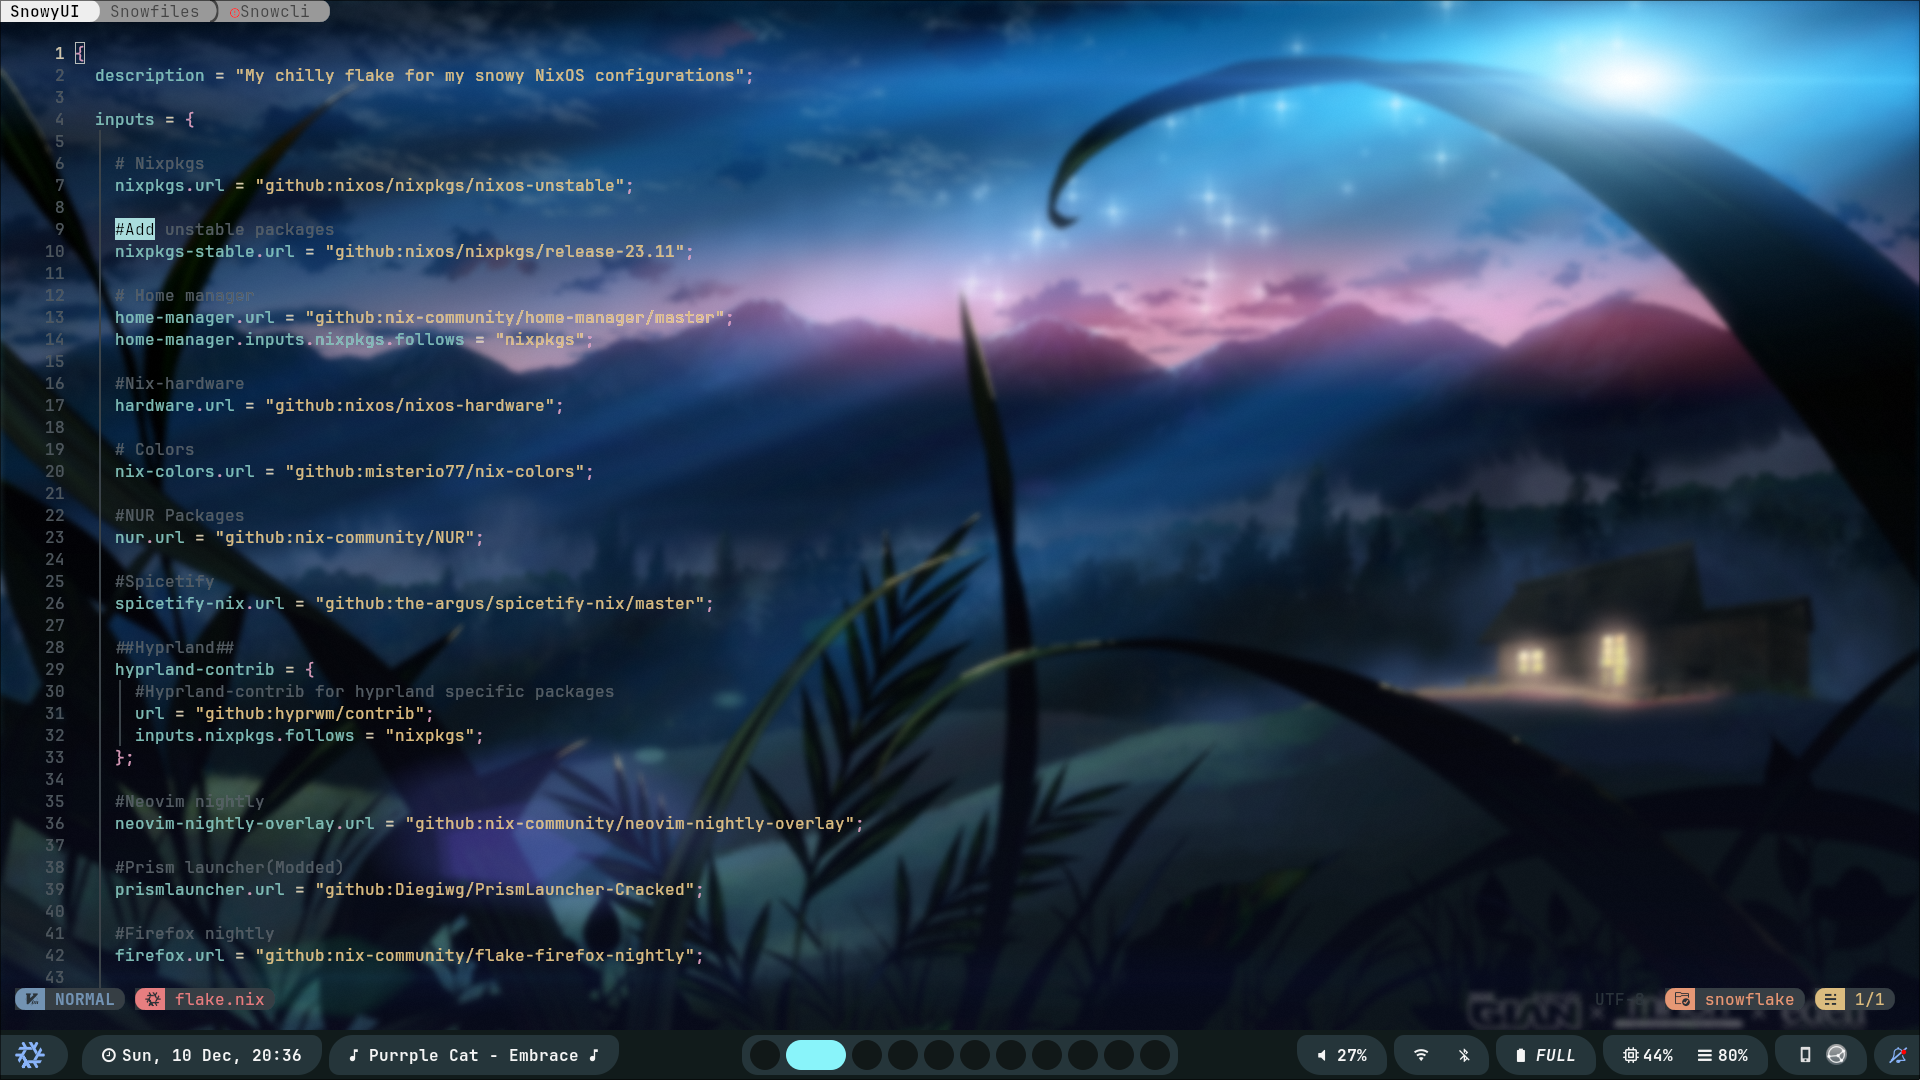 SnowyUI Snowfiles Snowcli
1 {
2 description = "My chilly flake for my snowy NixOS configurations";
3
4 inputs = {
5
6 # Nixpkgs
7 nixpkgs.url = "github:nixos/nixpkgs/nixos-unstable";
8
9 #Add unstable packages
10 nixpkgs-stable.url = "github:nixos/nixpkgs/release-23.11";
11
12 # Home manager
13 home-manager.url = "github:nix-community/home-manager/master";
14 home-manager.inputs.nixpkgs.follows = "nixpkgs";
15
16 #Nix-hardware
17 hardware.url = "github:nixos/nixos-hardware";
18
19 # Colors
20 nix-colors.url = "github:misterio77/nix-colors";
21
22 #NUR Packages
23 nur.url = "github:nix-community/NUR";
24
25 #Spicetify
26 spicetify-nix.url = "github:the-argus/spicetify-nix/master";
27
28 ##Hyprland##
29 hyprland-contrib = {
30 #Hyprland-contrib for hyprland specific packages
31 url = "github:hyprwm/contrib";
32 inputs.nixpkgs.follows = "nixpkgs";
33 };
34
35 #Neovim nightly
36 neovim-nightly-overlay.url = "github:nix-community/neovim-nightly-overlay";
37
38 #Prism launcher(Modded)
39 prismlauncher.url = "github:Diegiwg/PrismLauncher-Cracked";
40
41 #Firefox nightly
42 firefox.url = "github:nix-community/flake-firefox-nightly";
43
NORMAL flake.nix UTF-8 snowflake 1/1
Sun, 10 Dec, 20:36 ♪ Purrple Cat - Embrace ♪ 27% FULL 44% 80%